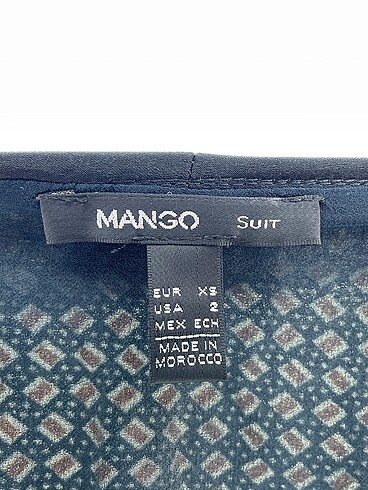 MANGO SUIT
EUR XS
USA 2
MEX ECH
MADE IN
MOROCCO